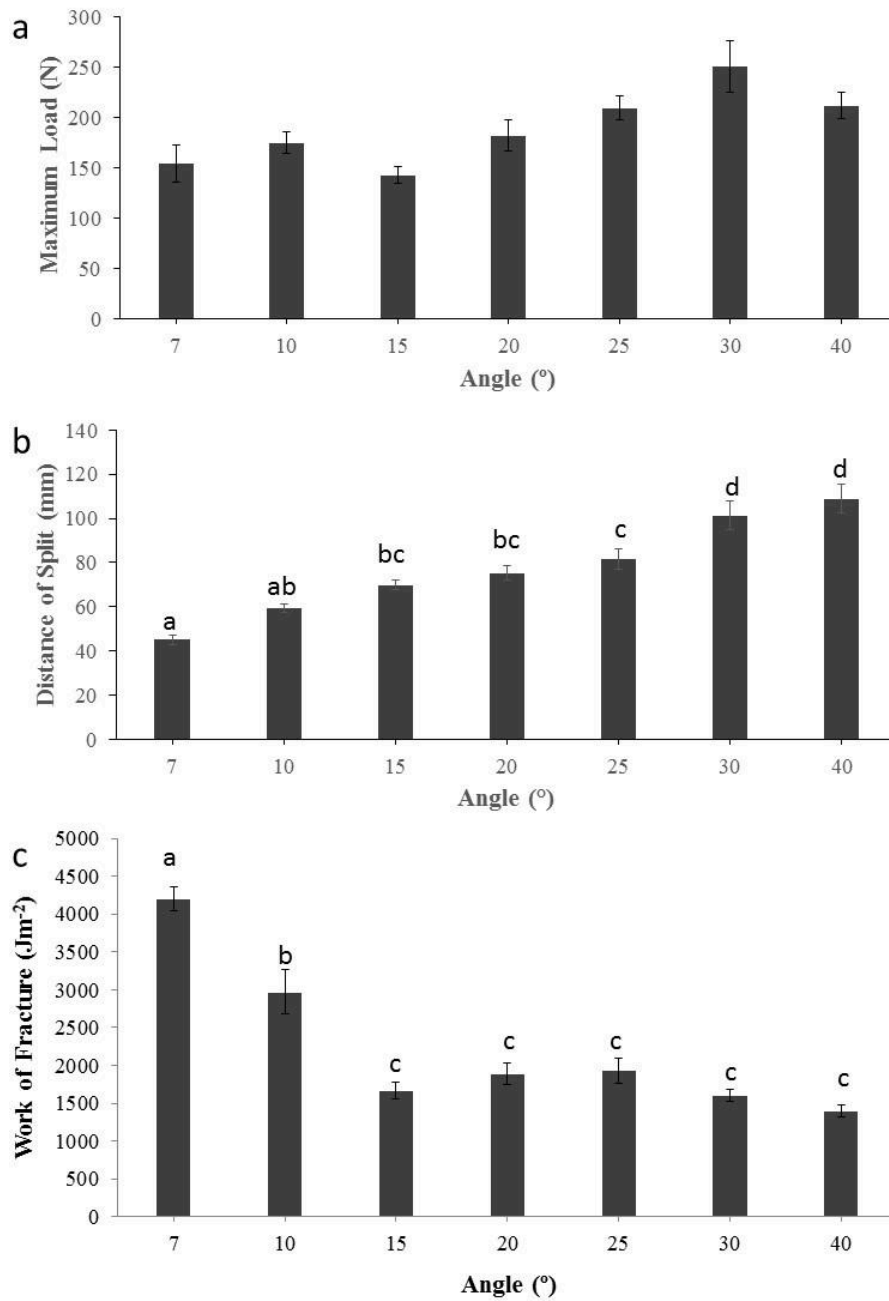 a
Maximum Load (N)
300
250
200
150
100
50
0
7 10 15 20 25 30 40
Angle (º)
b
Distance of Split (mm)
140
120
100
80
60
40
20
0
a ab bc bc c d d
7 10 15 20 25 30 40
Angle (°)
c
Work of Fracture (Jm⁻²)
5000
4500
4000
3500
3000
2500
2000
1500
1000
500
0
a b c c c c c
7 10 15 20 25 30 40
Angle (º)